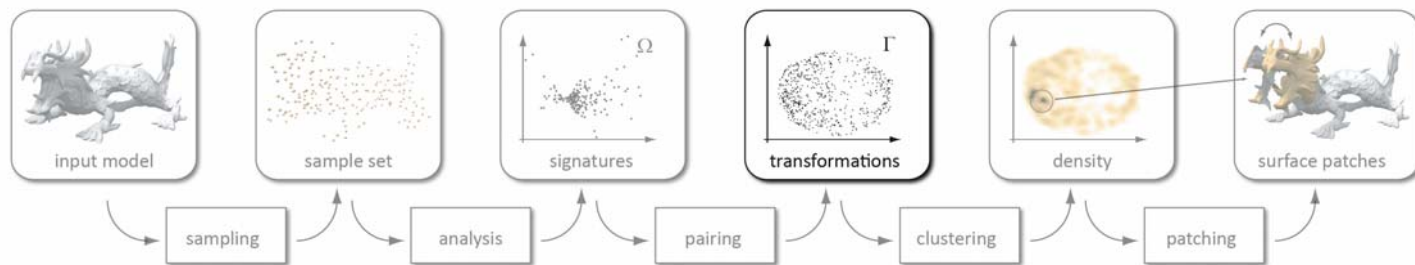 Ω
Γ
input model
sample set
signatures
transformations
density
surface patches
sampling
analysis
pairing
clustering
patching